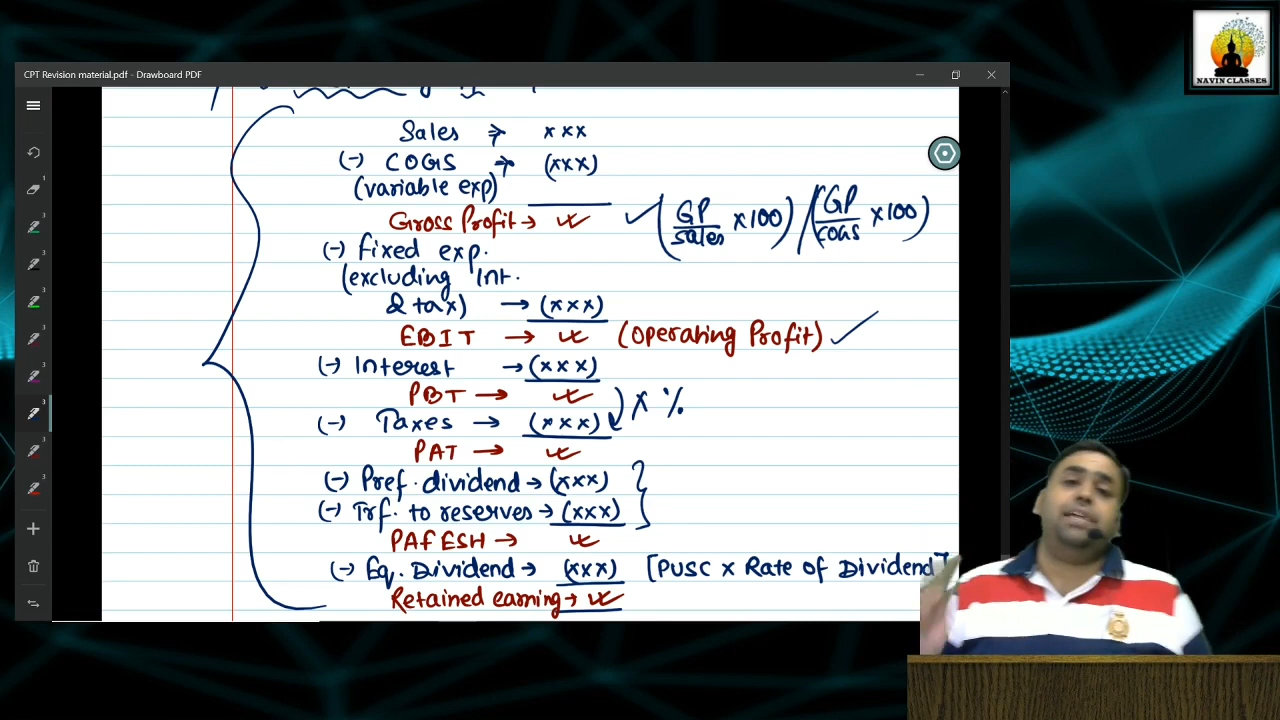 NAVIN CLASSES
CPT Revision material.pdf - Drawboard PDF
Sales → xxx
(-) COGS → (xxx)
(variable exp)
Gross Profit →
(GP/sales x100) / (GP/COGS x100)
(-) fixed exp.
(excluding Int.
& tax) → (xxx)
EBIT → (Operating Profit)
(-) Interest → (xxx)
PBT →
x %
(-) Taxes → (xxx)
PAT →
(-) Pref. dividend → (xxx)
(-) Trf. to reserves → (xxx)
PAFESH →
(-) Eq. Dividend → (xxx) [PUSC x Rate of Dividend]
Retained earning →